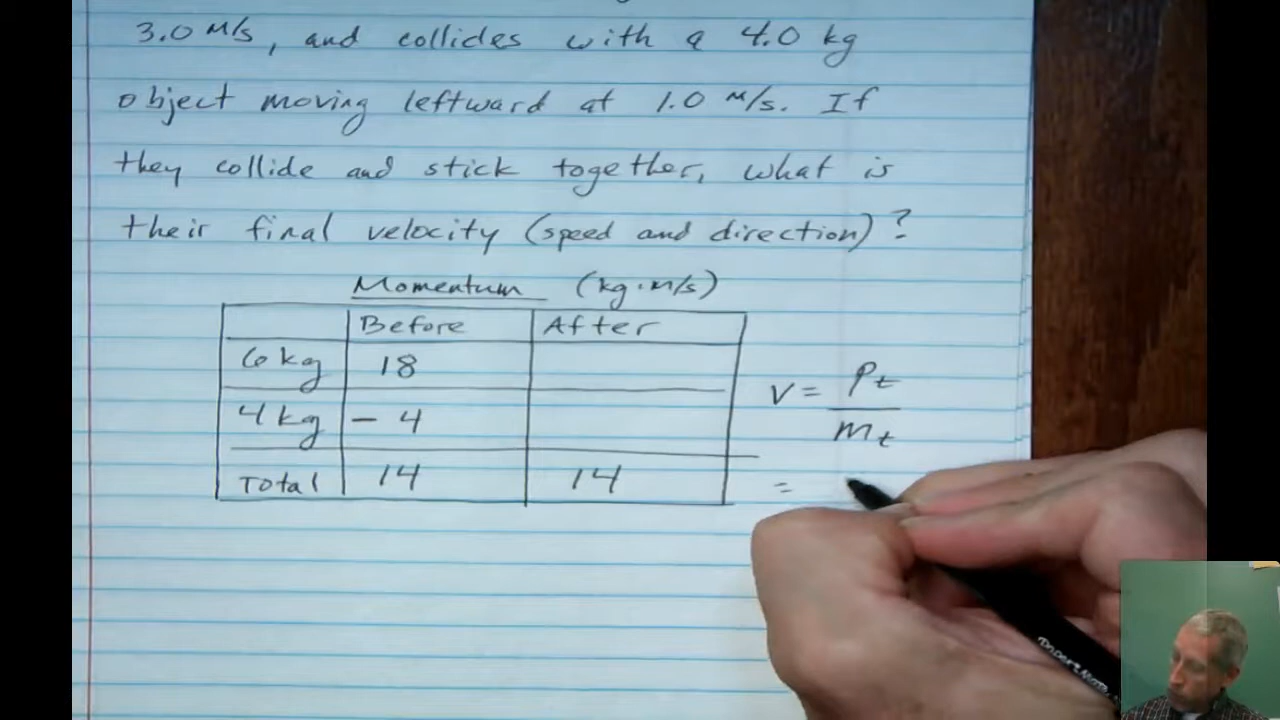 3.0 m/s, and collides with a 4.0 kg
object moving leftward at 1.0 m/s. If
they collide and stick together, what is
their final velocity (speed and direction)?
Momentum (kg·m/s)
Before After
6 kg 18
4 kg - 4
Total 14 14
v = Pt
mt
=